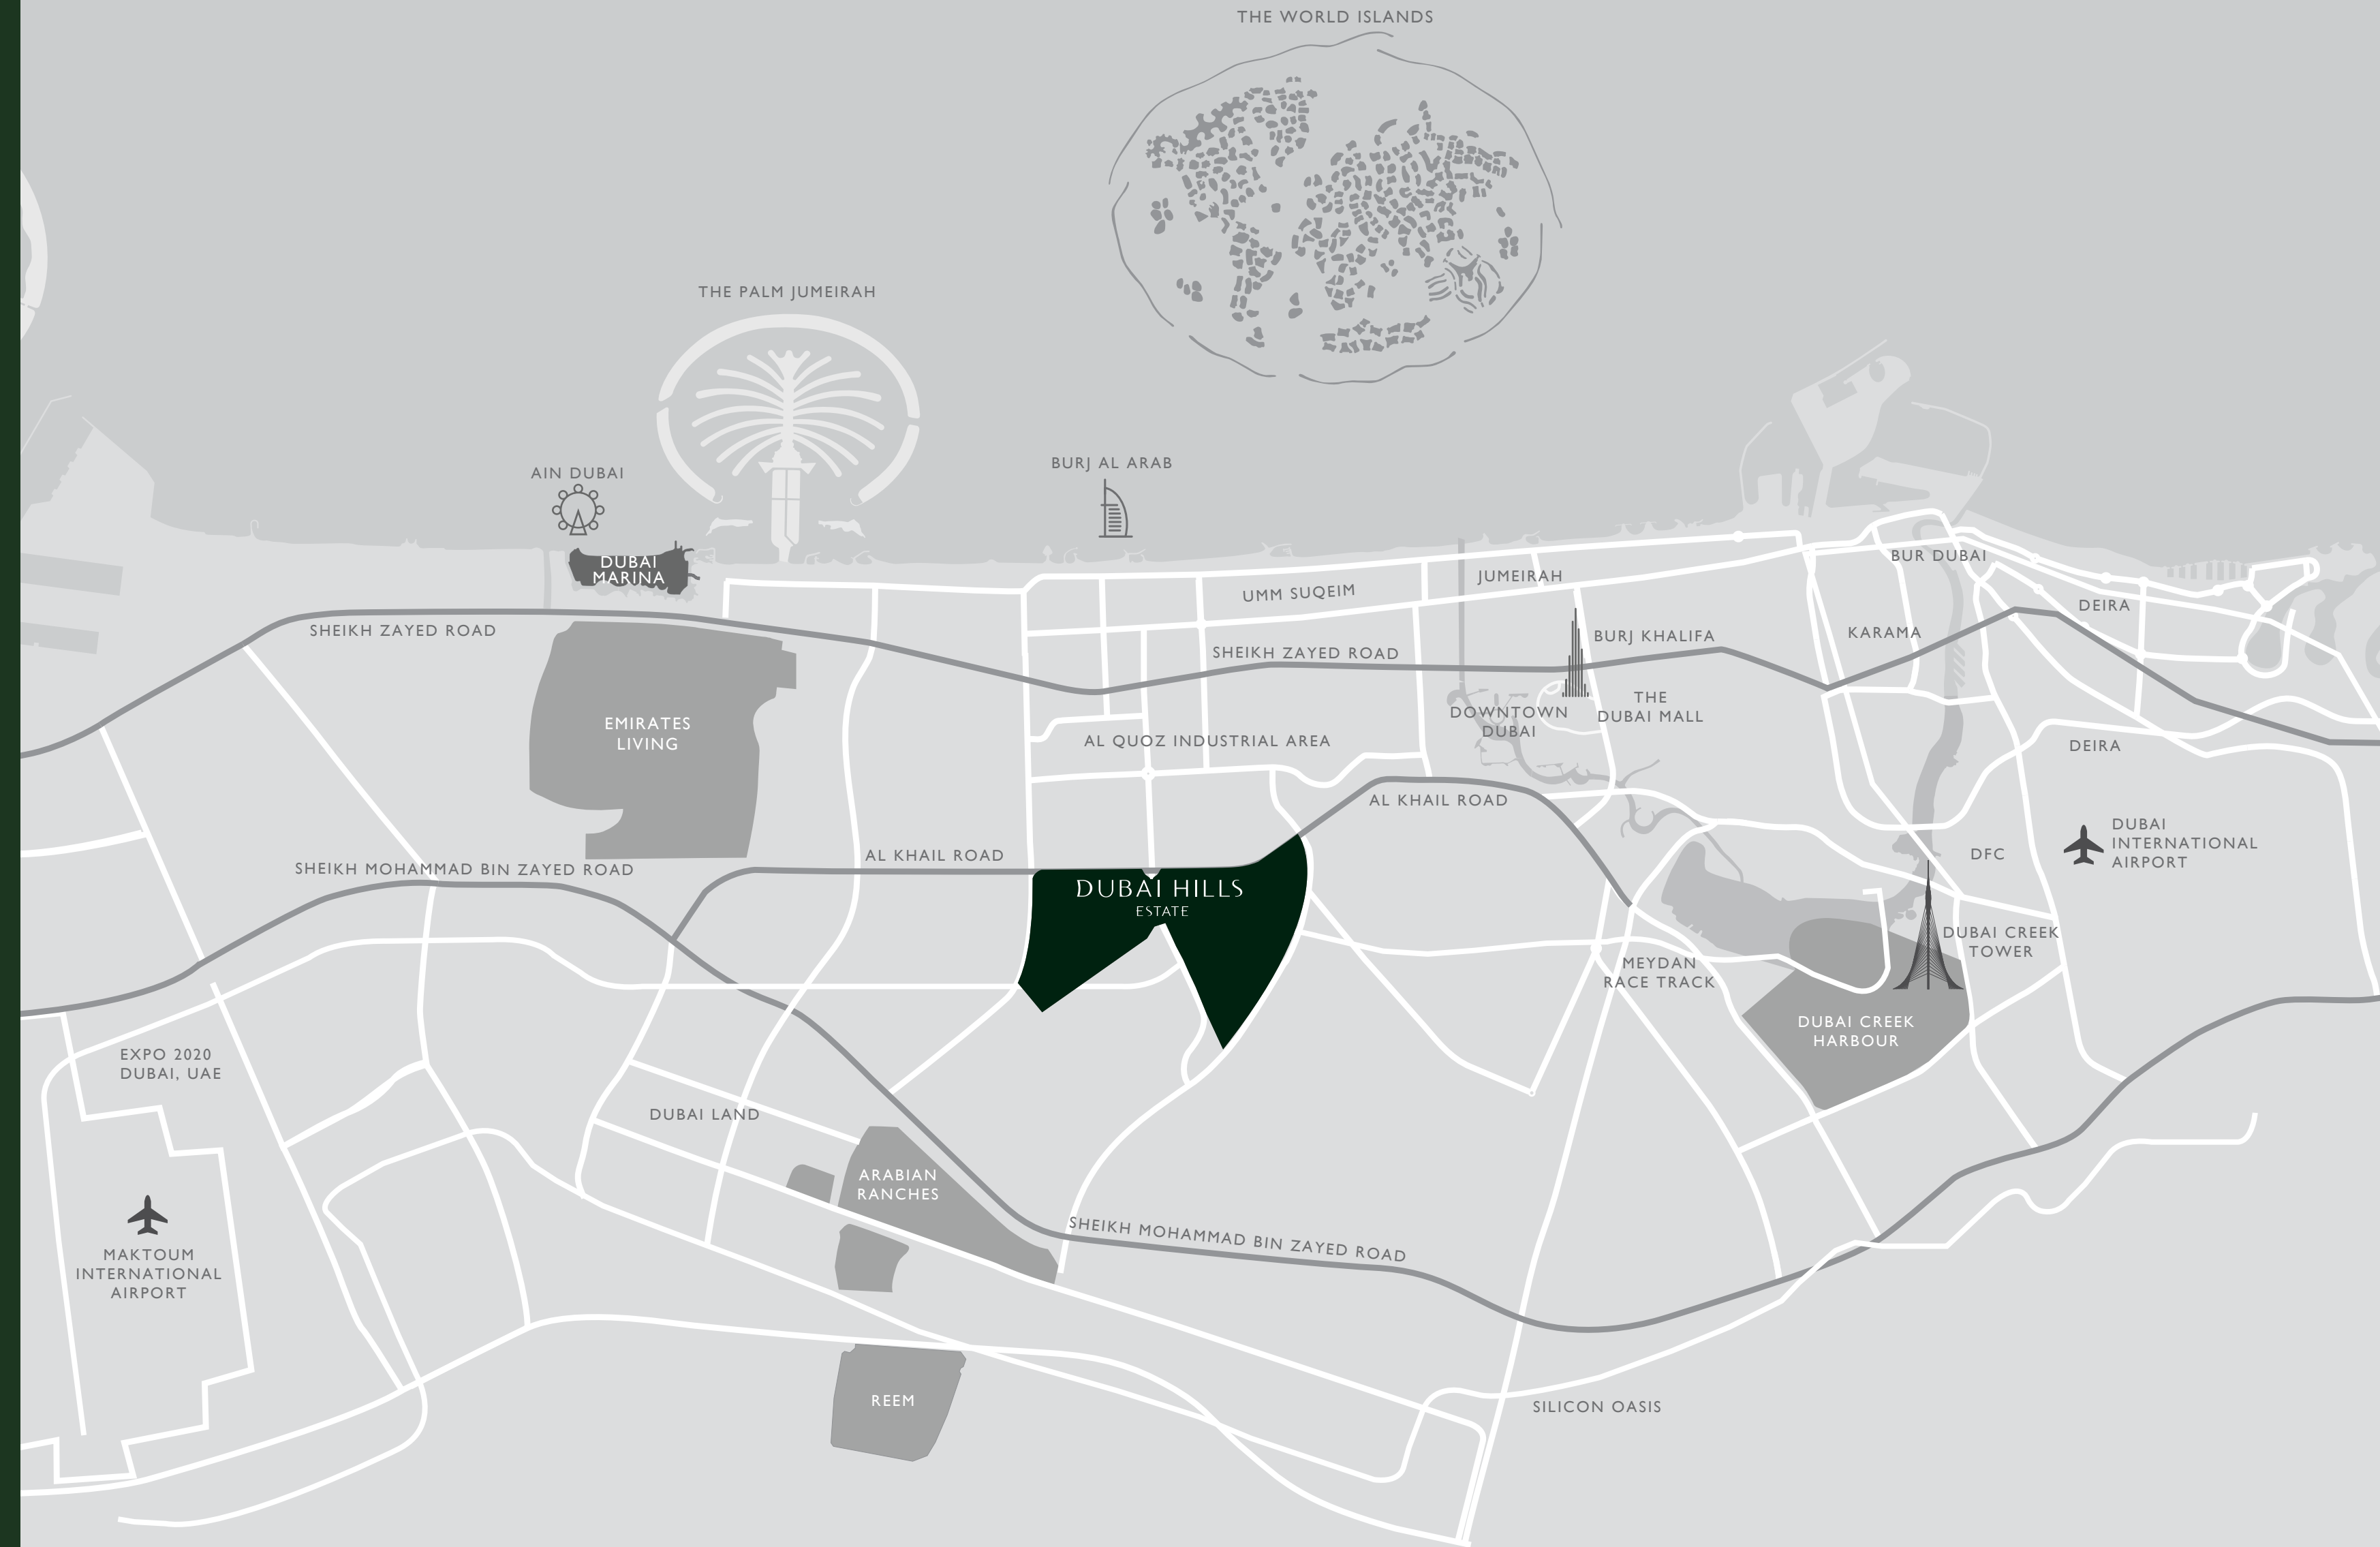 THE WORLD ISLANDS
THE PALM JUMEIRAH
AIN DUBAI
BURJ AL ARAB
DUBAI
MARINA
BUR DUBAI
JUMEIRAH
UMM SUQEIM
DEIRA
SHEIKH ZAYED ROAD
KARAMA
BURJ KHALIFA
SHEIKH ZAYED ROAD
THE
DUBAI MALL
DOWNTOWN
DUBAI
EMIRATES
LIVING
AL QUOZ INDUSTRIAL AREA
DEIRA
AL KHAIL ROAD
DUBAI
INTERNATIONAL
AIRPORT
DFC
AL KHAIL ROAD
SHEIKH MOHAMMAD BIN ZAYED ROAD
DUBAI HILLS
ESTATE
DUBAI CREEK
TOWER
MEYDAN
RACE TRACK
DUBAI CREEK
HARBOUR
EXPO 2020
DUBAI, UAE
DUBAI LAND
ARABIAN
RANCHES
SHEIKH MOHAMMAD BIN ZAYED ROAD
MAKTOUM
INTERNATIONAL
AIRPORT
REEM
SILICON OASIS